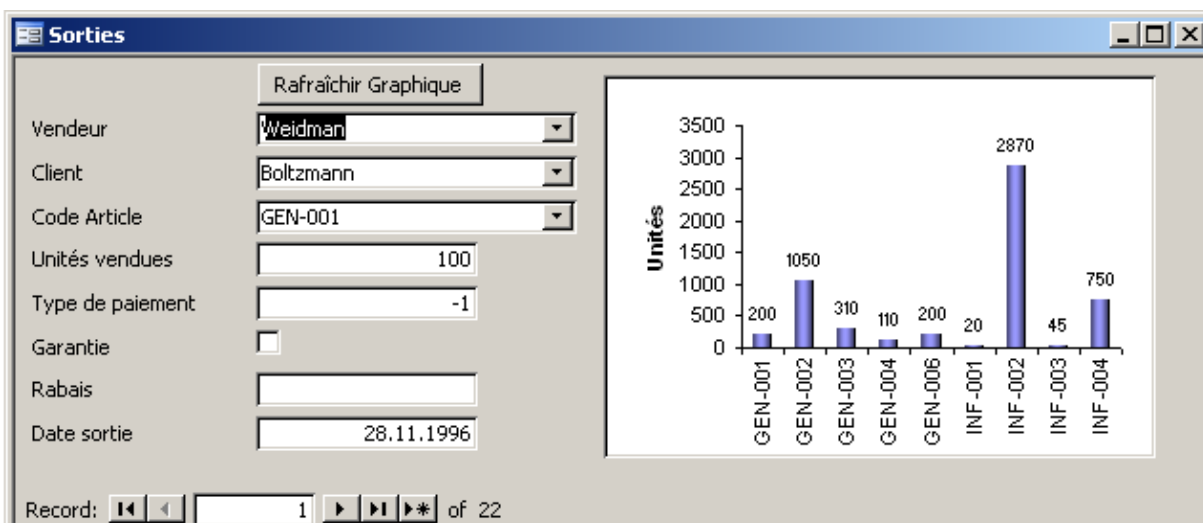 Sorties
Rafraîchir Graphique
Vendeur
Weidman
Client
Boltzmann
Code Article
GEN-001
Unités vendues
100
Type de paiement
-1
Garantie
Rabais
Date sortie
28.11.1996
Unités
3500
3000
2500
2000
1500
1000
500
0
200
1050
310
110
200
20
2870
45
750
GEN-001
GEN-002
GEN-003
GEN-004
GEN-006
INF-001
INF-002
INF-003
INF-004
Record: 1 of 22